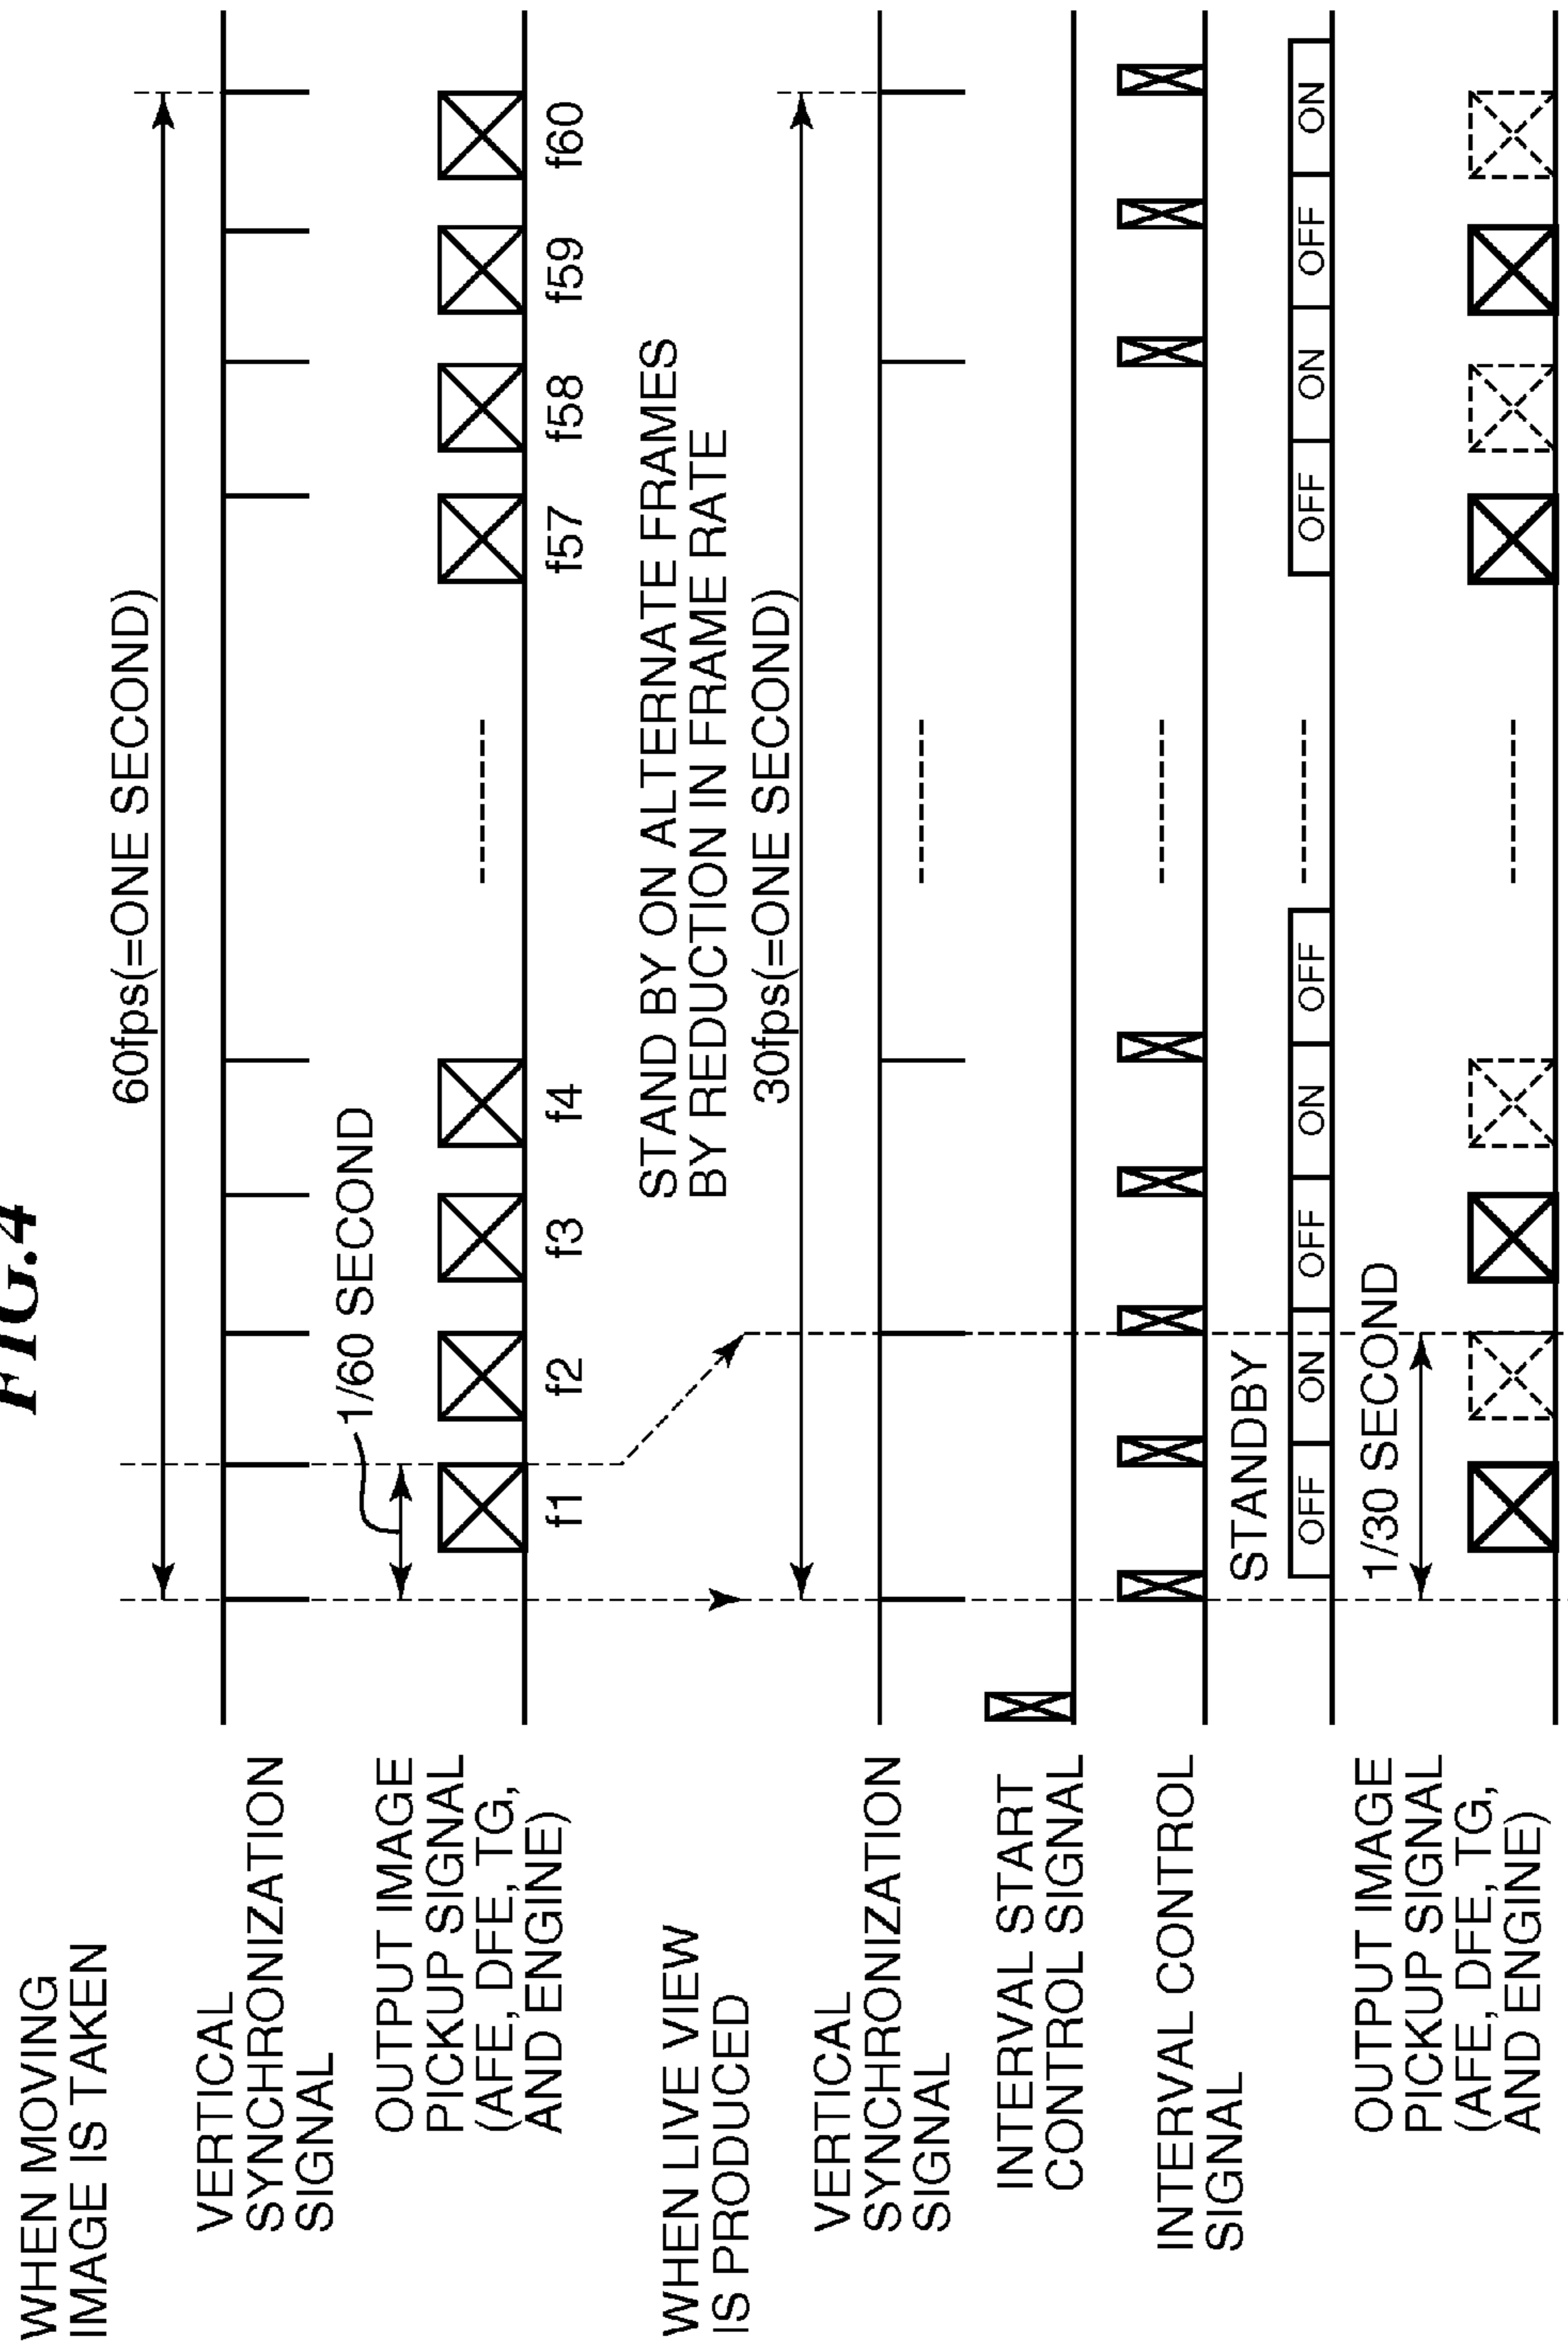 FIG.4
WHEN MOVING
IMAGE IS TAKEN
60fps(=ONE SECOND)
VERTICAL
SYNCHRONIZATION
SIGNAL
1/60 SECOND
OUTPUT IMAGE
PICKUP SIGNAL
(AFE, DFE, TG,
AND ENGINE)
f1 f2 f3 f4 f57 f58 f59 f60
STAND BY ON ALTERNATE FRAMES
BY REDUCTION IN FRAME RATE
WHEN LIVE VIEW
IS PRODUCED
30fps(=ONE SECOND)
VERTICAL
SYNCHRONIZATION
SIGNAL
INTERVAL START
CONTROL SIGNAL
INTERVAL CONTROL
SIGNAL
STANDBY
OFF ON OFF ON OFF OFF ON OFF ON
1/30 SECOND
OUTPUT IMAGE
PICKUP SIGNAL
(AFE, DFE, TG,
AND ENGINE)